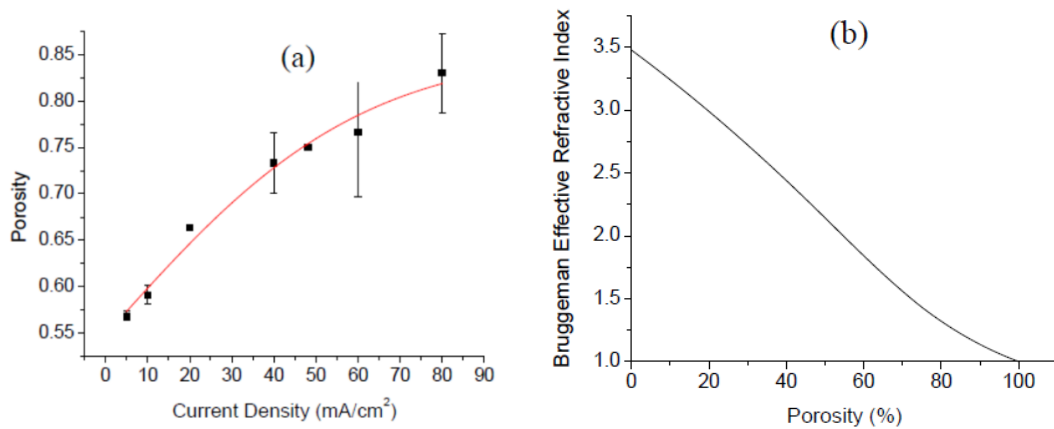 (a)
0.85
0.80
0.75
0.70
0.65
0.60
0.55
Porosity
0 10 20 30 40 50 60 70 80 90
Current Density (mA/cm²)
(b)
3.5
3.0
2.5
2.0
1.5
1.0
Bruggeman Effective Refractive Index
0 20 40 60 80 100
Porosity (%)